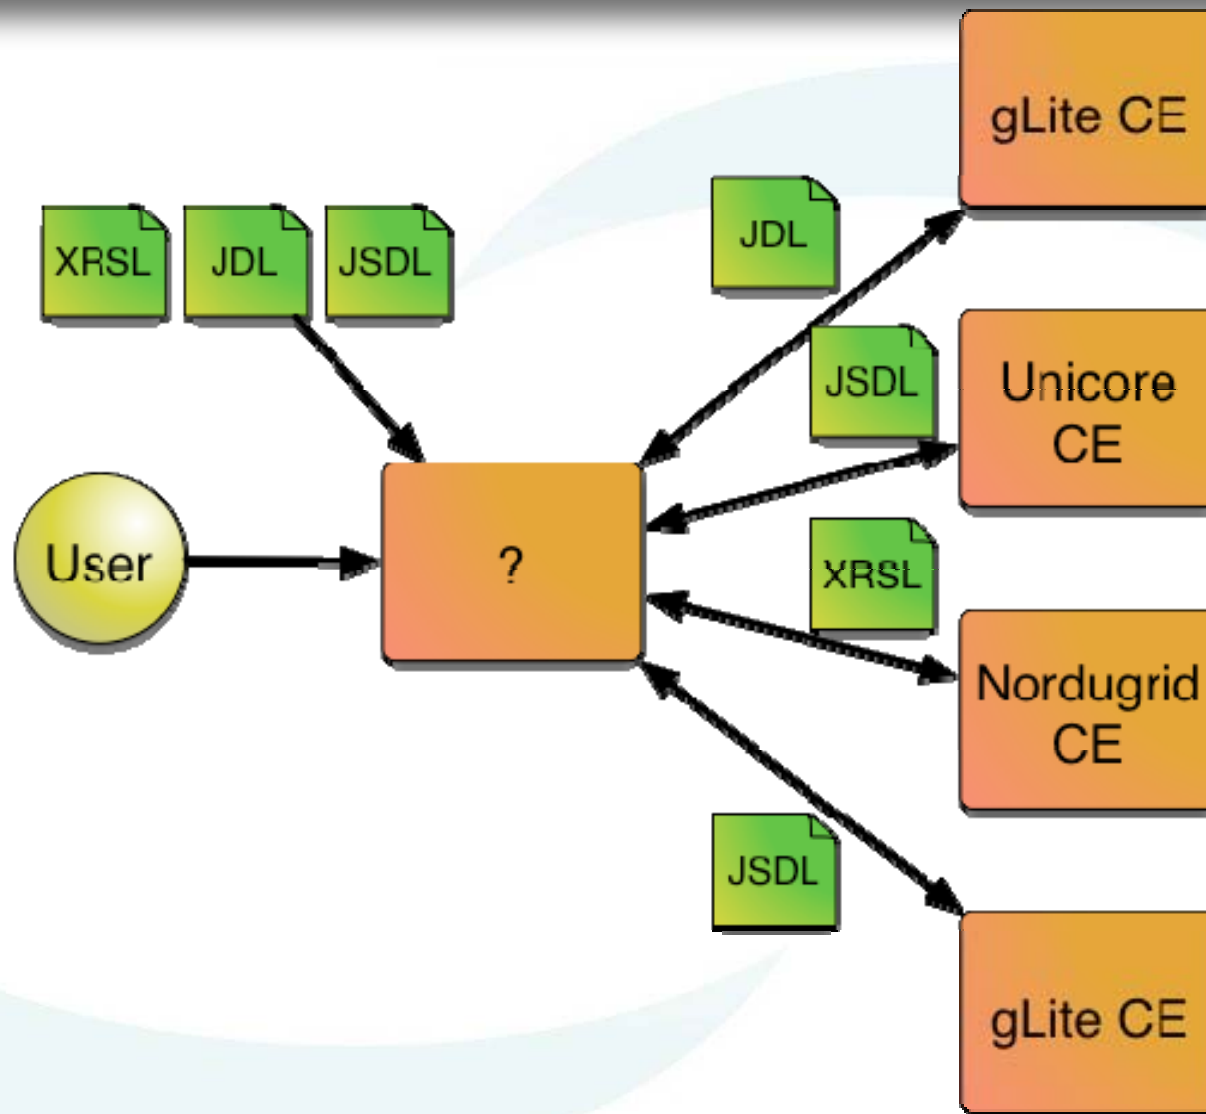 gLite CE
XRSL
JDL
JSDL
JDL
JSDL
Unicore
CE
User
?
XRSL
Nordugrid
CE
JSDL
gLite CE